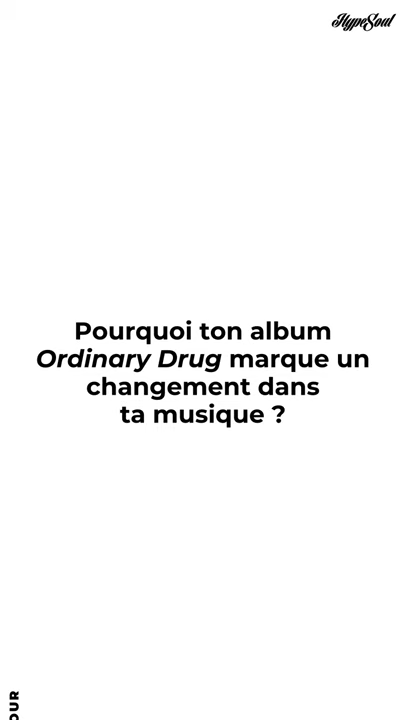 HypeSoul
Pourquoi ton album
Ordinary Drug marque un
changement dans
ta musique ?
OUR